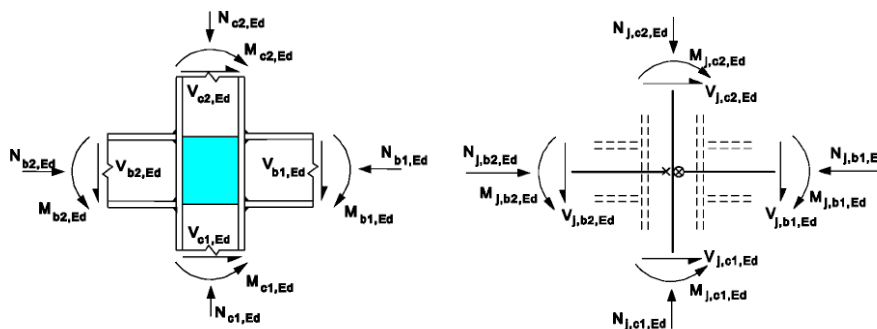 N c2,Ed
M c2,Ed
V c2,Ed
N b2,Ed
V b2,Ed
M b2,Ed
V b1,Ed
N b1,Ed
M b1,Ed
V c1,Ed
M c1,Ed
N c1,Ed
N j,c2,Ed
M j,c2,Ed
V j,c2,Ed
N j,b2,Ed
M j,b2,Ed
V j,b2,Ed
N j,b1,Ed
M j,b1,Ed
V j,b1,Ed
V j,c1,Ed
M j,c1,Ed
N j,c1,Ed